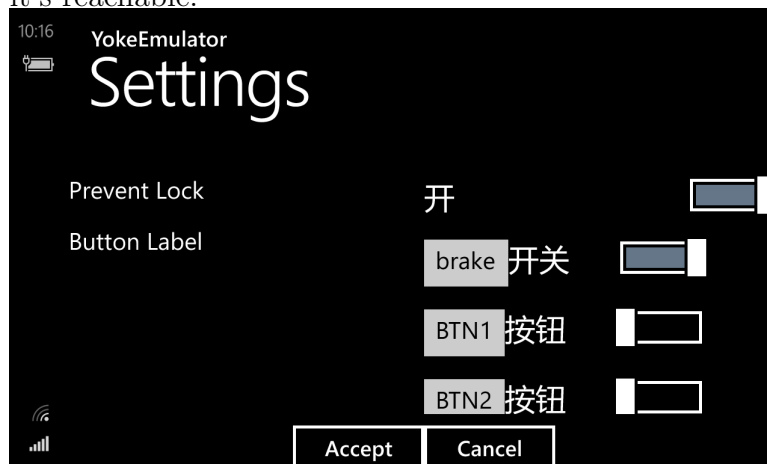 it's reachable.
10:16
YokeEmulator
Settings
Prevent Lock 开
Button Label
brake 开关
BTN1 按钮
BTN2 按钮
Accept Cancel